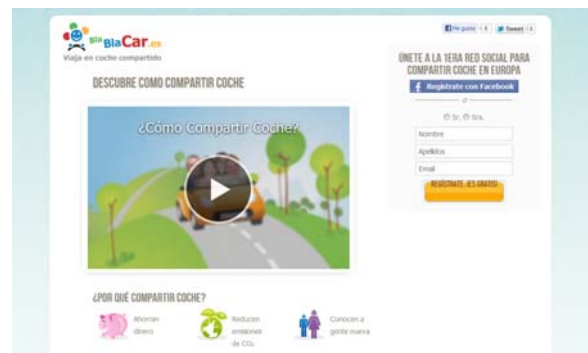 Bla BlaCar.es
Viaja en coche compartido
Me gusta
Tweet
DESCUBRE COMO COMPARTIR COCHE
¿Cómo Compartir Coche?
ÚNETE A LA 1ERA RED SOCIAL PARA
COMPARTIR COCHE EN EUROPA
f Regístrate con Facebook
o
Sr. Sra.
Nombre
Apellidos
Email
REGÍSTRATE, ¡ES GRATIS!
¿POR QUÉ COMPARTIR COCHE?
Ahorran
dinero
Reducen
emisiones
de CO₂
Conocen a
gente nueva